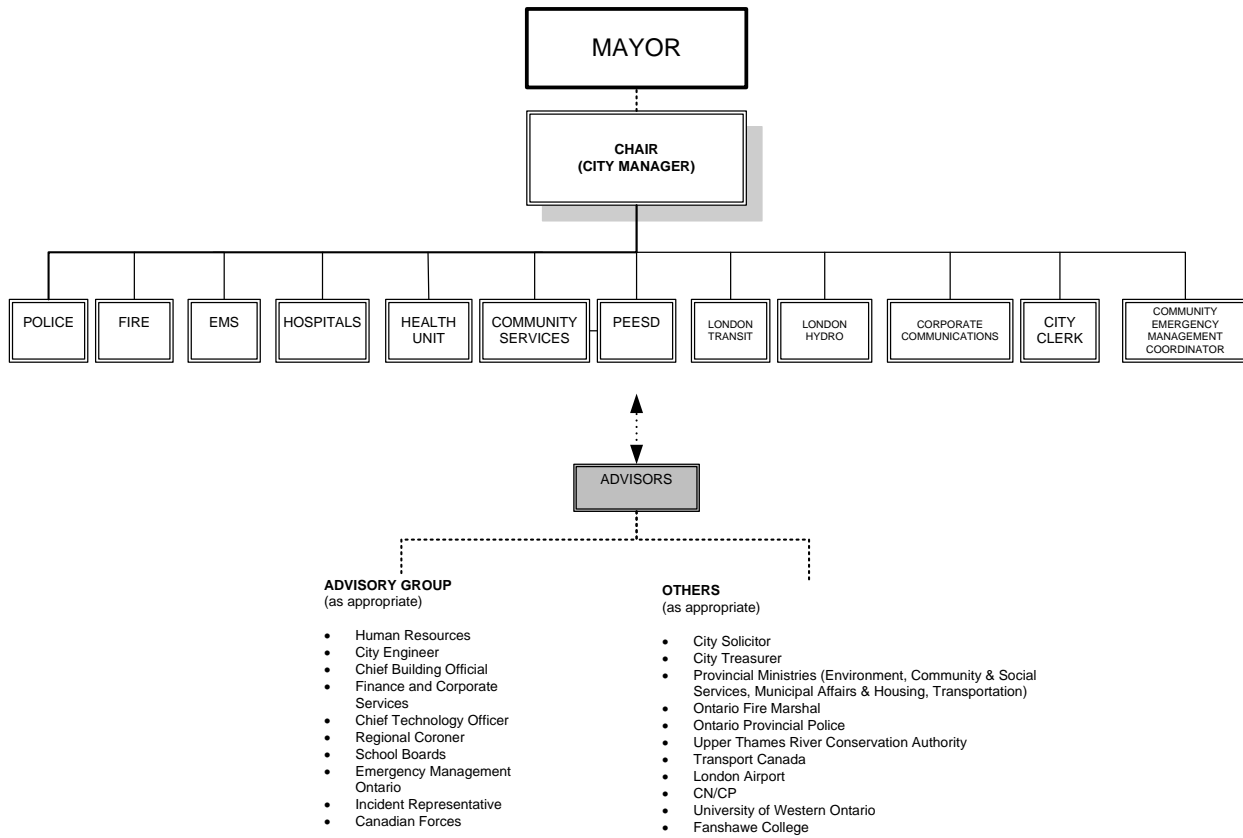 MAYOR
CHAIR
(CITY MANAGER)
POLICE
FIRE
EMS
HOSPITALS
HEALTH
UNIT
COMMUNITY
SERVICES
PEESD
LONDON
TRANSIT
LONDON
HYDRO
CORPORATE
COMMUNICATIONS
CITY
CLERK
COMMUNITY
EMERGENCY
MANAGEMENT
COORDINATOR
ADVISORS
ADVISORY GROUP
(as appropriate)
• Human Resources
• City Engineer
• Chief Building Official
• Finance and Corporate
Services
• Chief Technology Officer
• Regional Coroner
• School Boards
• Emergency Management
Ontario
• Incident Representative
• Canadian Forces
OTHERS
(as appropriate)
• City Solicitor
• City Treasurer
• Provincial Ministries (Environment, Community & Social
Services, Municipal Affairs & Housing, Transportation)
• Ontario Fire Marshal
• Ontario Provincial Police
• Upper Thames River Conservation Authority
• Transport Canada
• London Airport
• CN/CP
• University of Western Ontario
• Fanshawe College